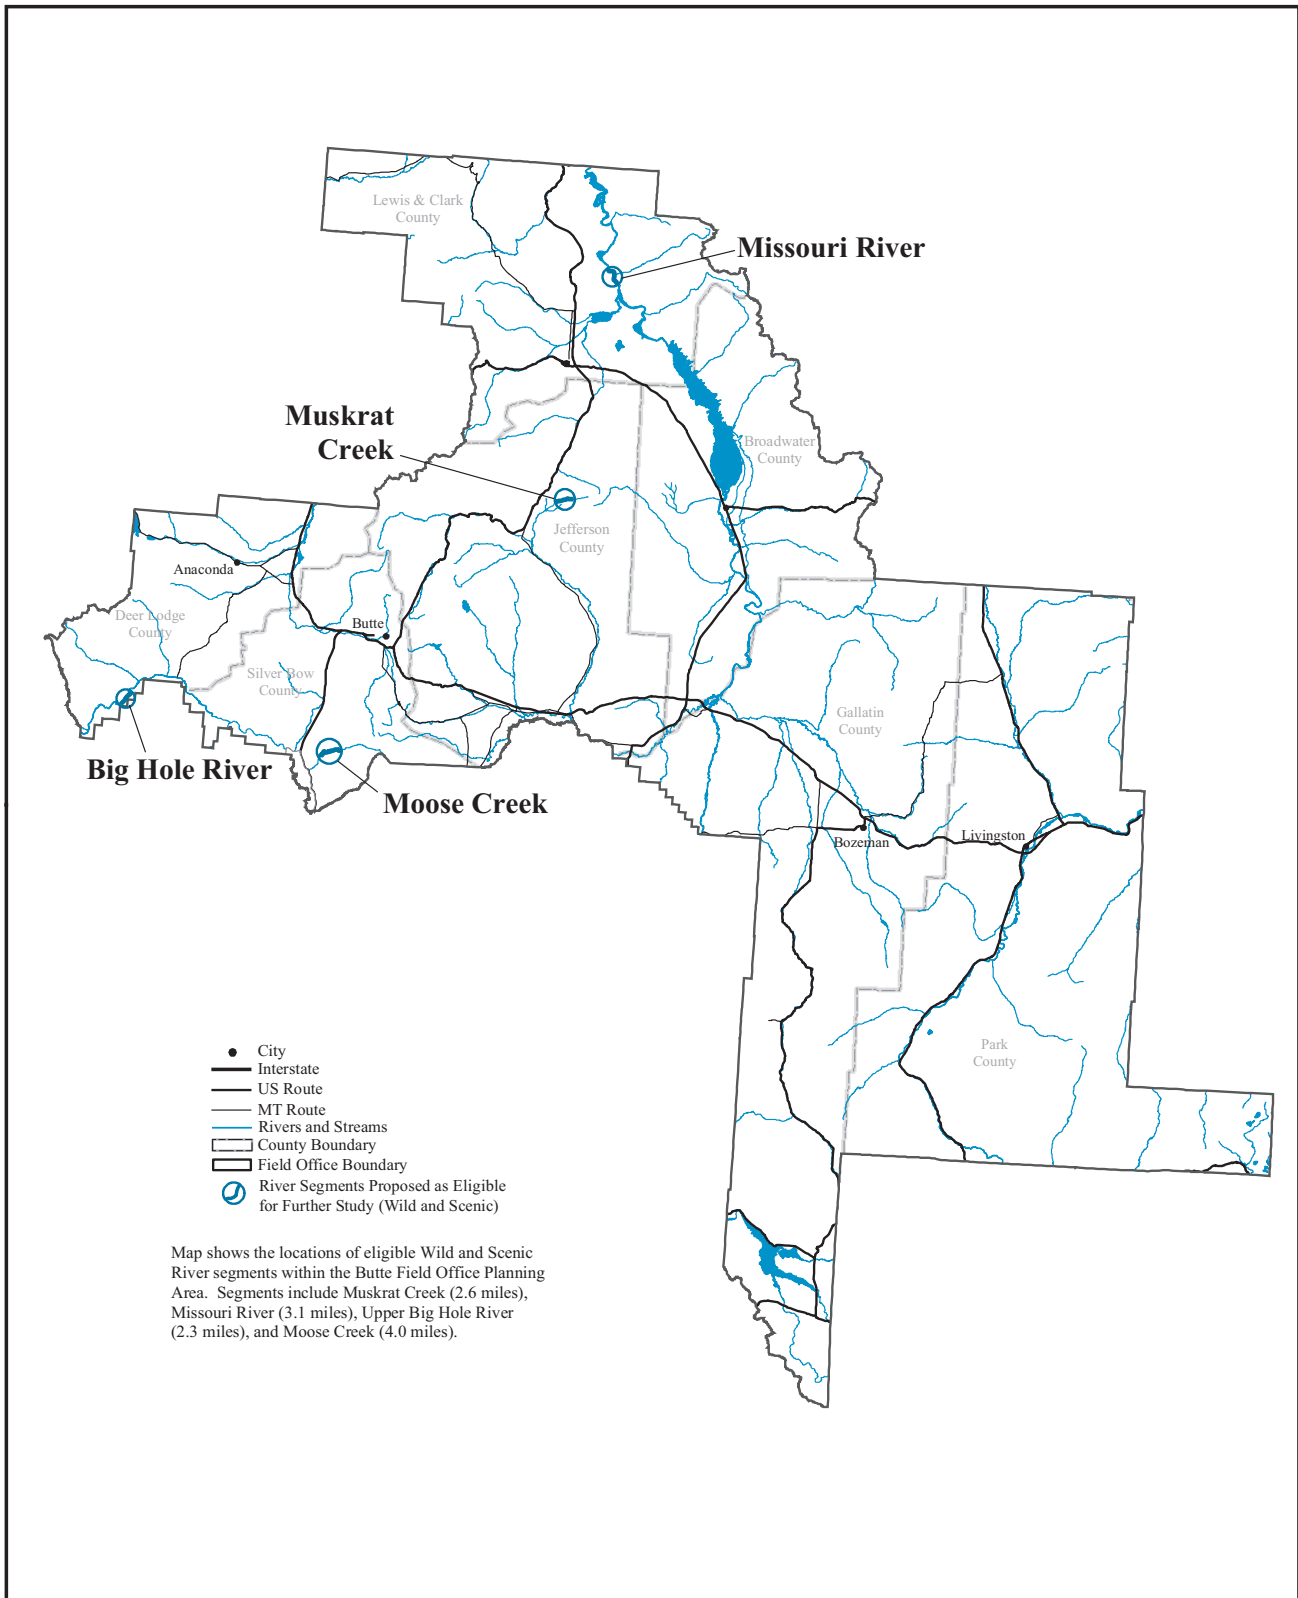 Lewis & Clark
County
Missouri River
Muskrat
Creek
Broadwater
County
Jefferson
County
Anaconda
Deer Lodge
County
Butte
Silver Bow
County
Gallatin
County
Big Hole River
Moose Creek
Bozeman
Livingston
Park
County
City
Interstate
US Route
MT Route
Rivers and Streams
County Boundary
Field Office Boundary
River Segments Proposed as Eligible
for Further Study (Wild and Scenic)
Map shows the locations of eligible Wild and Scenic
River segments within the Butte Field Office Planning
Area.  Segments include Muskrat Creek (2.6 miles),
Missouri River (3.1 miles), Upper Big Hole River
(2.3 miles), and Moose Creek (4.0 miles).